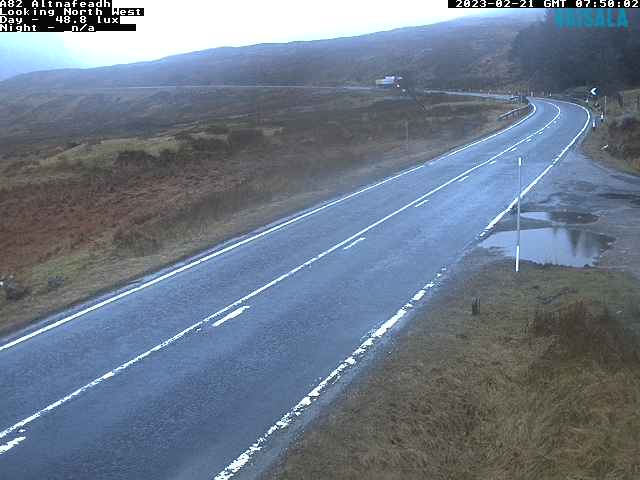 A82 Altnafeadh
Looking North West
Day - 48.8 lux
Night - n/a
2023-02-21 GMT 07:50:02
VAISALA